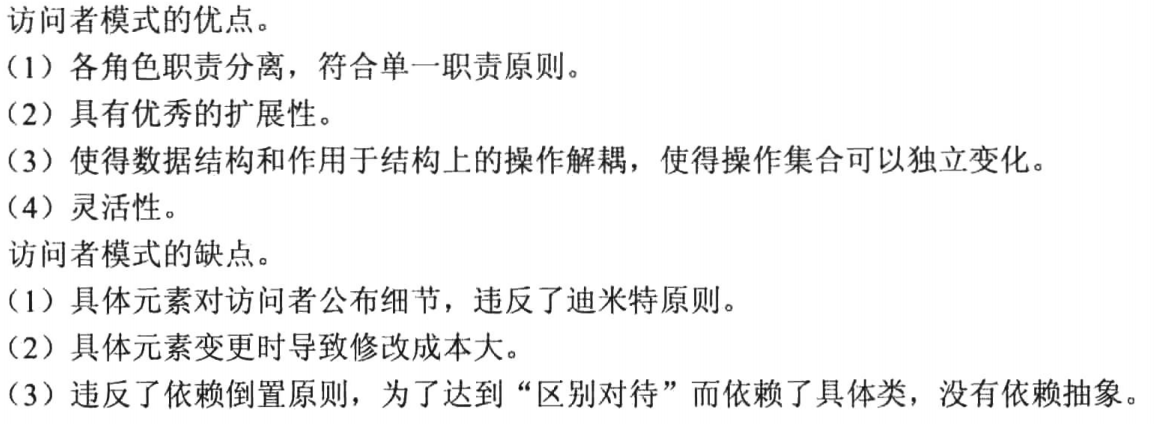 访问者模式的优点。
（1）各角色职责分离，符合单一职责原则。
（2）具有优秀的扩展性。
（3）使得数据结构和作用于结构上的操作解耦，使得操作集合可以独立变化。
（4）灵活性。
访问者模式的缺点。
（1）具体元素对访问者公布细节，违反了迪米特原则。
（2）具体元素变更时导致修改成本大。
（3）违反了依赖倒置原则，为了达到“区别对待”而依赖了具体类，没有依赖抽象。